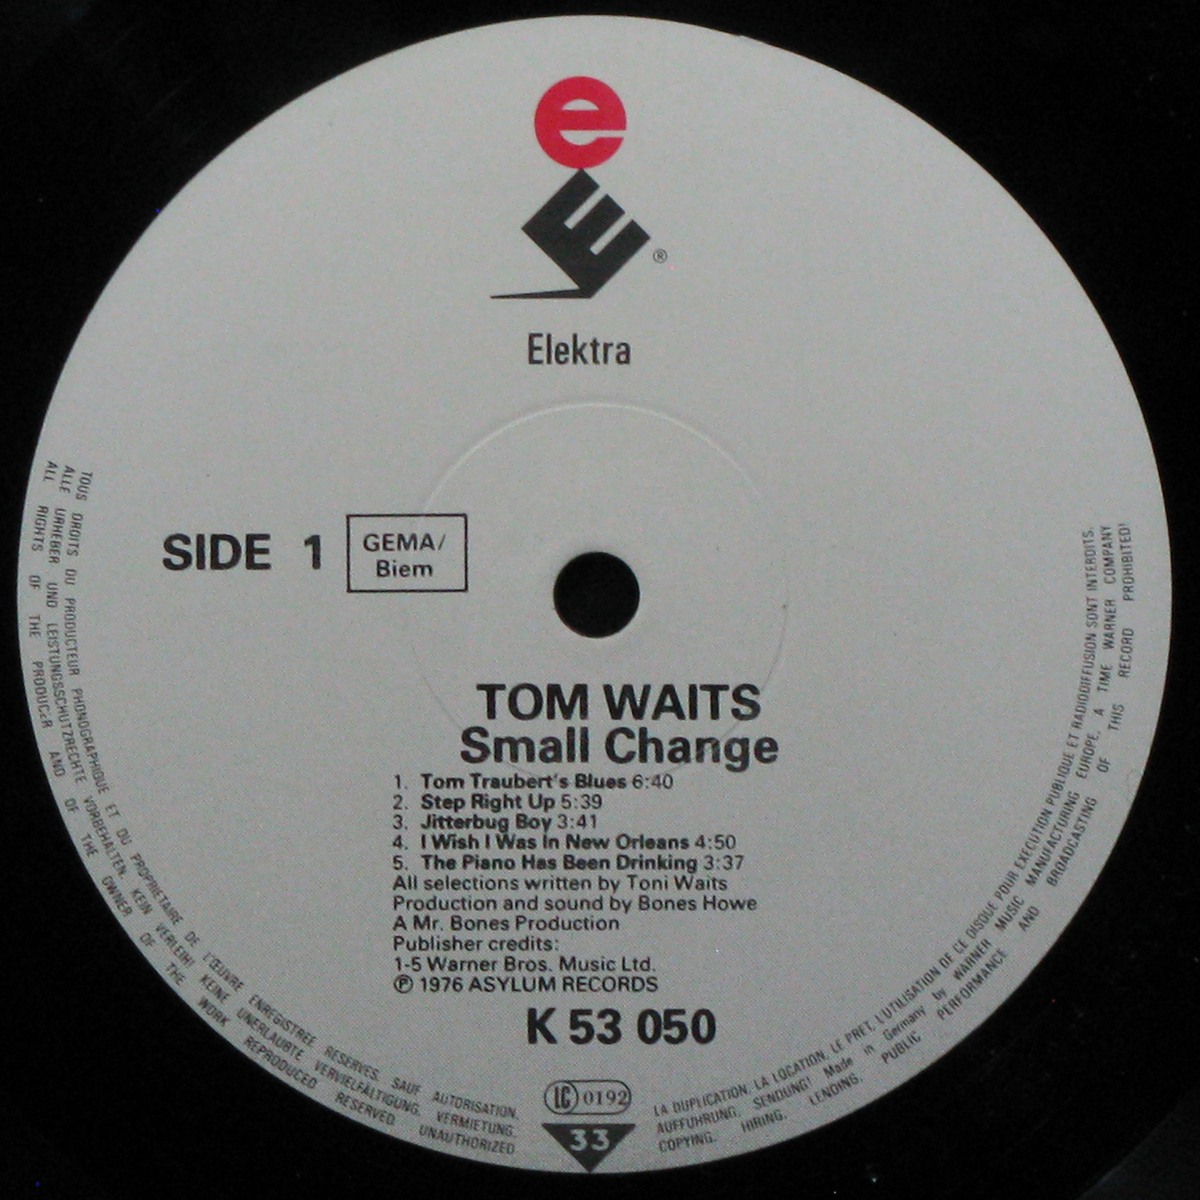 e
E
®
Elektra
SIDE 1
GEMA/
Biem
TOM WAITS
Small Change
1. Tom Traubert's Blues 6:40
2. Step Right Up 5:39
3. Jitterbug Boy 3:41
4. I Wish I Was In New Orleans 4:50
5. The Piano Has Been Drinking 3:37
All selections written by Toni Waits
Production and sound by Bones Howe
A Mr. Bones Production
Publisher credits:
1-5 Warner Bros. Music Ltd.
℗ 1976 ASYLUM RECORDS
K 53 050
LC 0192
33
TOUS DROITS DU PRODUCTEUR PHONOGRAPHIQUE ET DU PROPRIETAIRE DE L'ŒUVRE ENREGISTREE RESERVES. SAUF AUTORISATION, LA DUPLICATION, LA LOCATION, LE PRET, L'UTILISATION DE CE DISQUE POUR EXECUTION PUBLIQUE ET RADIODIFFUSION SONT INTERDITS.
ALLE URHEBER UND LEISTUNGSSCHUTZRECHTE VORBEHALTEN. KEIN VERLEIH! KEINE UNERLAUBTE VERVIELFÄLTIGUNG, VERMIETUNG, AUFFUHRUNG, SENDUNG! Made in Germany by WARNER MUSIC MANUFACTURING EUROPE, A TIME WARNER COMPANY
ALL RIGHTS OF THE PRODUCER AND OF THE OWNER OF THE WORK REPRODUCED RESERVED UNAUTHORIZED COPYING, HIRING, LENDING, PUBLIC PERFORMANCE AND BROADCASTING OF THIS RECORD PROHIBITED!